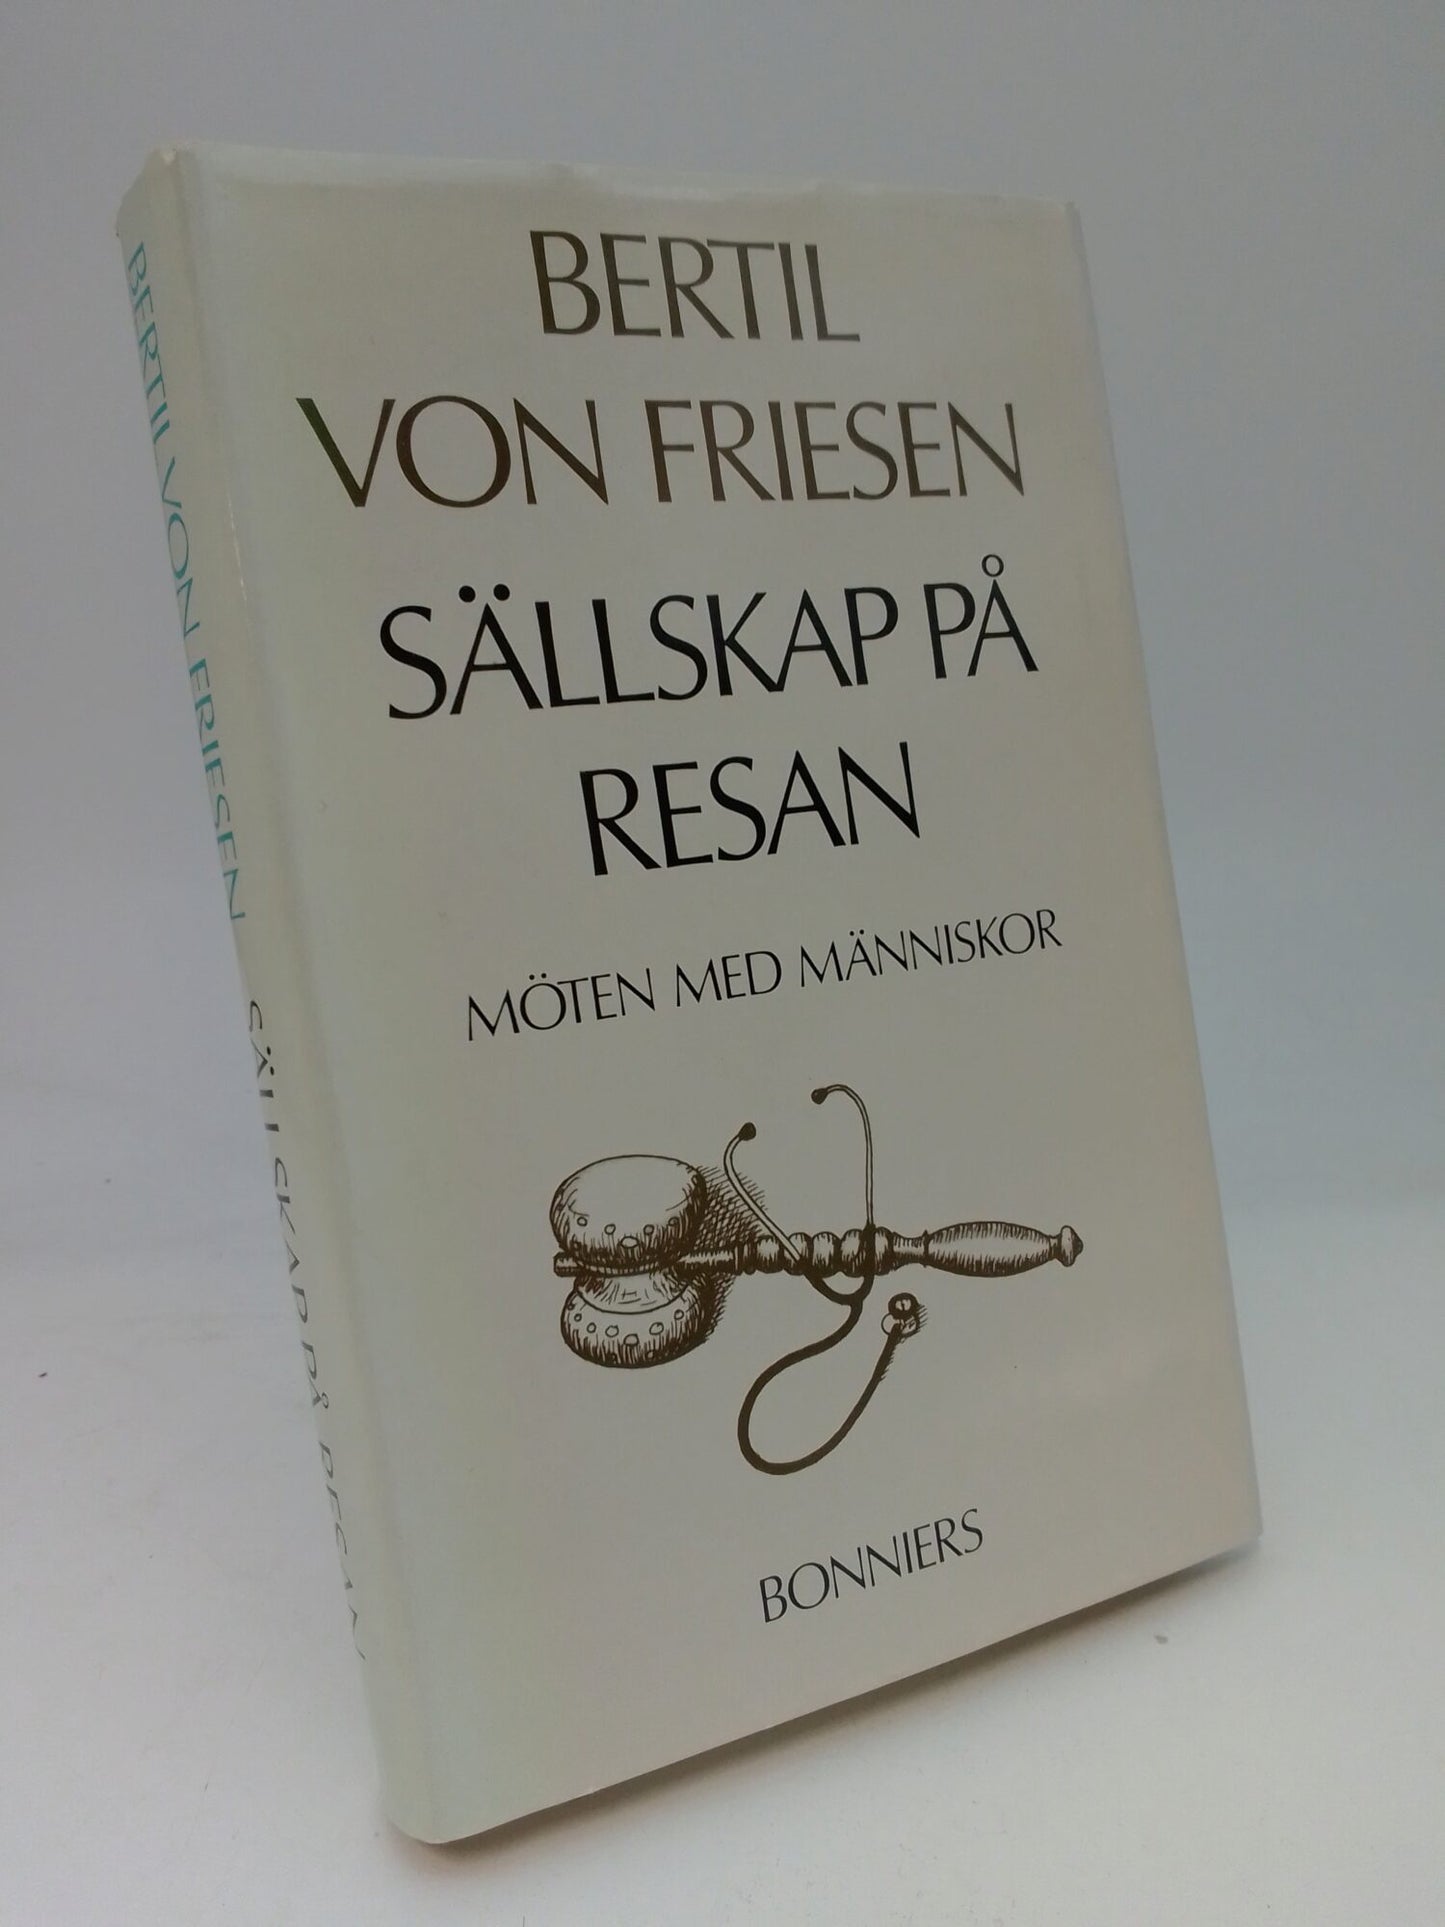 BERTIL
VON FRIESEN
SÄLLSKAP PÅ
RESAN
MÖTEN MED MÄNNISKOR
BONNIERS
BERTIL VON FRIESEN SÄLLSKAP PÅ RESAN